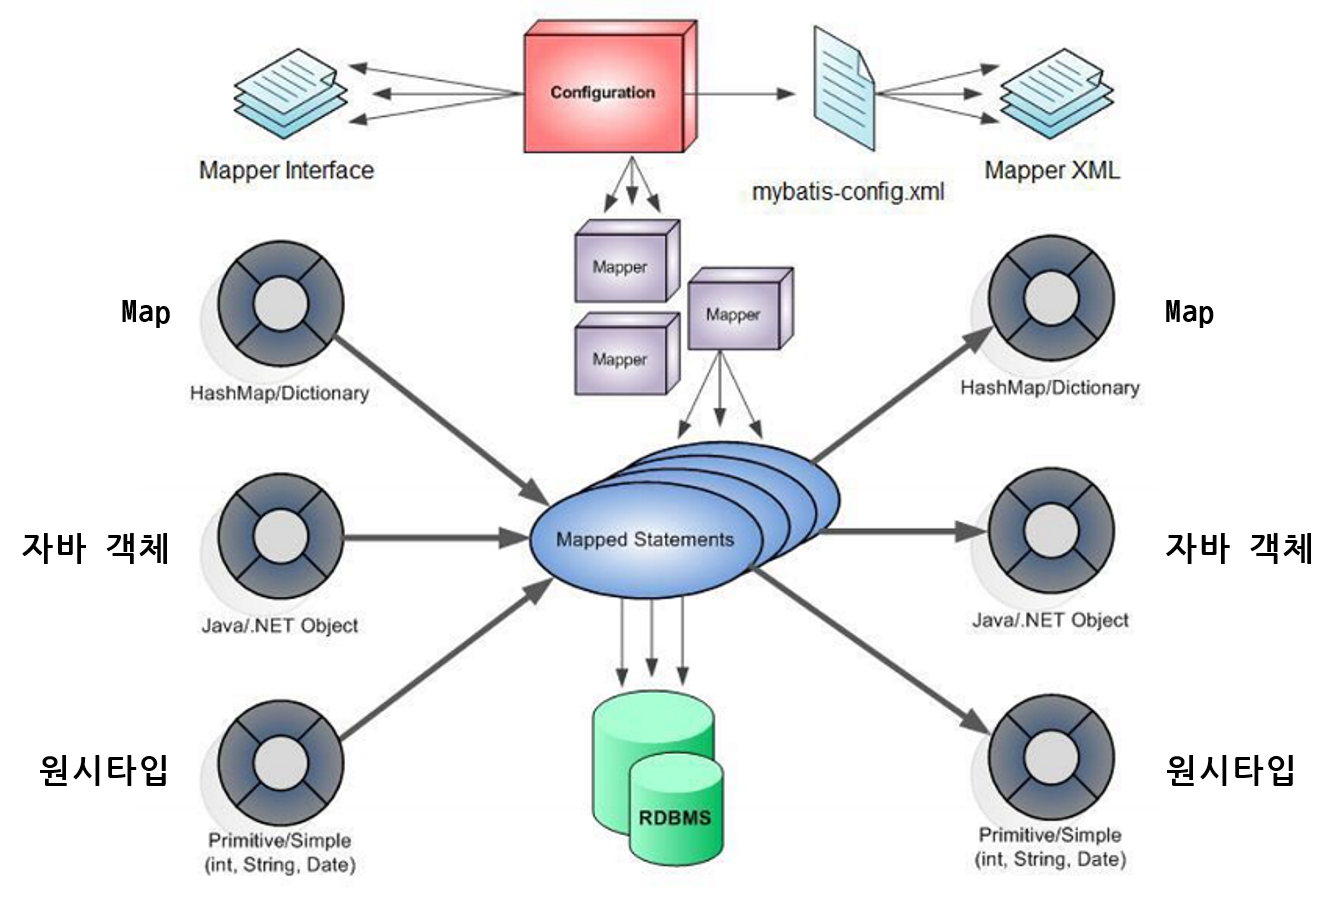 Configuration
Mapper Interface
mybatis-config.xml
Mapper XML
Mapper
Mapper
Mapper
Map
HashMap/Dictionary
Map
HashMap/Dictionary
자바 객체
Java/.NET Object
Mapped Statements
자바 객체
Java/.NET Object
원시타입
Primitive/Simple
(int, String, Date)
RDBMS
원시타입
Primitive/Simple
(int, String, Date)